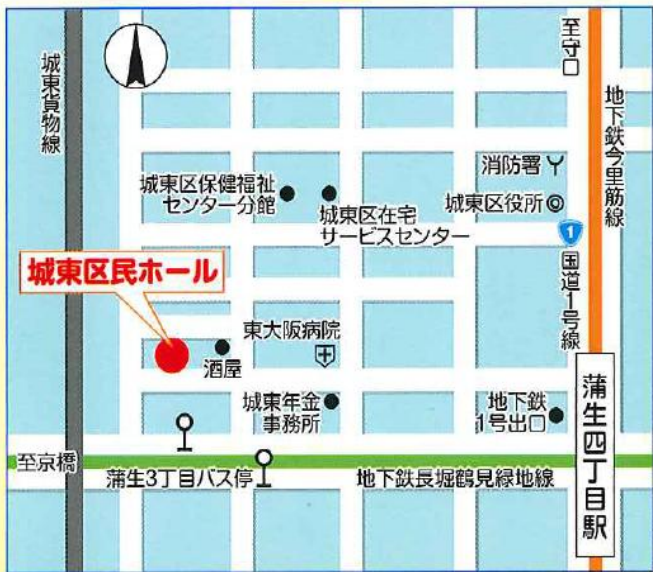 至守口
城東貨物線
地下鉄今里筋線
消防署
城東区保健福祉
センター分館
城東区在宅
サービスセンター
城東区役所
1
国道1号線
城東区民ホール
東大阪病院
酒屋
城東年金
事務所
地下鉄
1号出口
蒲生四丁目駅
至京橋
蒲生3丁目バス停
地下鉄長堀鶴見緑地線